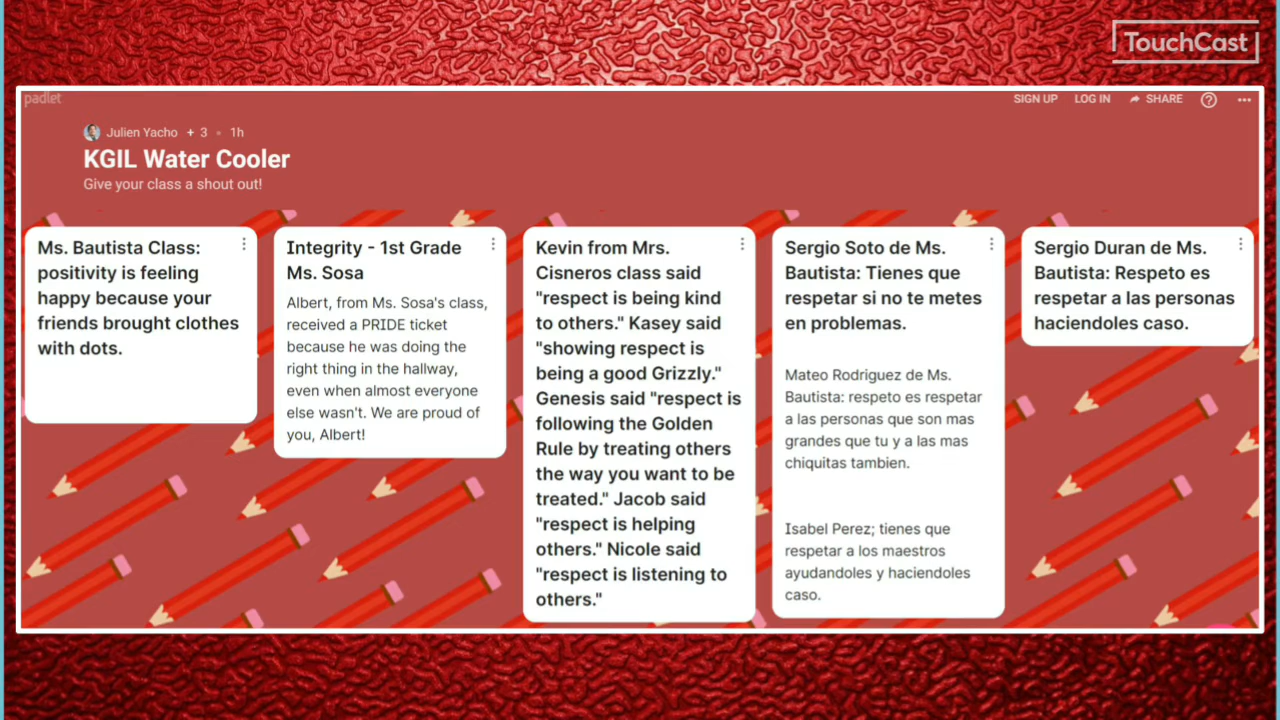 TouchCast
padlet
SIGN UP LOG IN SHARE
Julien Yacho + 3 • 1h
KGIL Water Cooler
Give your class a shout out!
Ms. Bautista Class:
positivity is feeling
happy because your
friends brought clothes
with dots.
Integrity - 1st Grade
Ms. Sosa
Albert, from Ms. Sosa's class,
received a PRIDE ticket
because he was doing the
right thing in the hallway,
even when almost everyone
else wasn't. We are proud of
you, Albert!
Kevin from Mrs.
Cisneros class said
"respect is being kind
to others." Kasey said
"showing respect is
being a good Grizzly."
Genesis said "respect is
following the Golden
Rule by treating others
the way you want to be
treated." Jacob said
"respect is helping
others." Nicole said
"respect is listening to
others."
Sergio Soto de Ms.
Bautista: Tienes que
respetar si no te metes
en problemas.
Mateo Rodriguez de Ms.
Bautista: respeto es respetar
a las personas que son mas
grandes que tu y a las mas
chiquitas tambien.
Isabel Perez; tienes que
respetar a los maestros
ayudandoles y haciendoles
caso.
Sergio Duran de Ms.
Bautista: Respeto es
respetar a las personas
haciendoles caso.